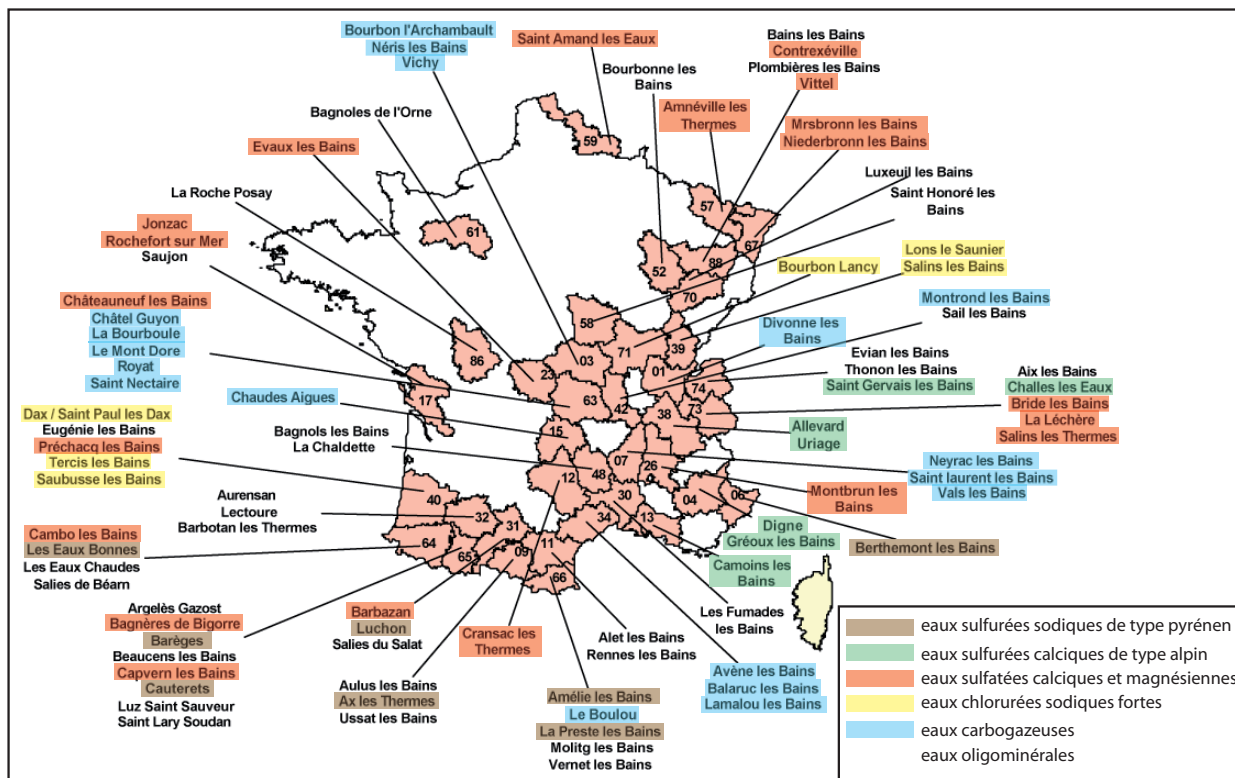 Bourbon l'Archambault
Néris les Bains
Vichy
Saint Amand les Eaux
Bourbonne les
Bains
Bains les Bains
Contrexéville
Plombières les Bains
Vittel
Bagnoles de l'Orne
Amnéville les
Thermes
Mrsbronn les Bains
Niederbronn les Bains
Evaux les Bains
La Roche Posay
Luxeuil les Bains
Saint Honoré les
Bains
Jonzac
Rochefort sur Mer
Saujon
Bourbon Lancy
Lons le Saunier
Salins les Bains
Châteauneuf les Bains
Châtel Guyon
La Bourboule
Le Mont Dore
Royat
Saint Nectaire
Divonne les
Bains
Montrond les Bains
Sail les Bains
Evian les Bains
Thonon les Bains
Saint Gervais les Bains
Aix les Bains
Challes les Eaux
Bride les Bains
La Léchère
Salins les Thermes
Chaudes Aigues
Allevard
Uriage
Dax / Saint Paul les Dax
Eugénie les Bains
Préchacq les Bains
Tercis les Bains
Saubusse les Bains
Bagnols les Bains
La Chaldette
Neyrac les Bains
Saint laurent les Bains
Vals les Bains
Montbrun les
Bains
Aurensan
Lectoure
Barbotan les Thermes
Digne
Gréoux les Bains
Berthemont les Bains
Cambo les Bains
Les Eaux Bonnes
Les Eaux Chaudes
Salies de Béarn
Camoins les
Bains
Les Fumades
les Bains
Argelès Gazost
Bagnères de Bigorre
Barèges
Beaucens les Bains
Capvern les Bains
Cauterets
Luz Saint Sauveur
Saint Lary Soudan
Barbazan
Luchon
Salies du Salat
Cransac les
Thermes
Alet les Bains
Rennes les Bains
Aulus les Bains
Ax les Thermes
Ussat les Bains
Amélie les Bains
Le Boulou
La Preste les Bains
Molitg les Bains
Vernet les Bains
Avène les Bains
Balaruc les Bains
Lamalou les Bains
59
57
67
61
88
52
70
58
71
39
86
23
03
01
74
17
63
42
38
73
15
48
07
26
12
30
04
06
40
32
31
34
13
64
65
09
11
66
eaux sulfurées sodiques de type pyrénen
eaux sulfurées calciques de type alpin
eaux sulfatées calciques et magnésiennes
eaux chlorurées sodiques fortes
eaux carbogazeuses
eaux oligominérales